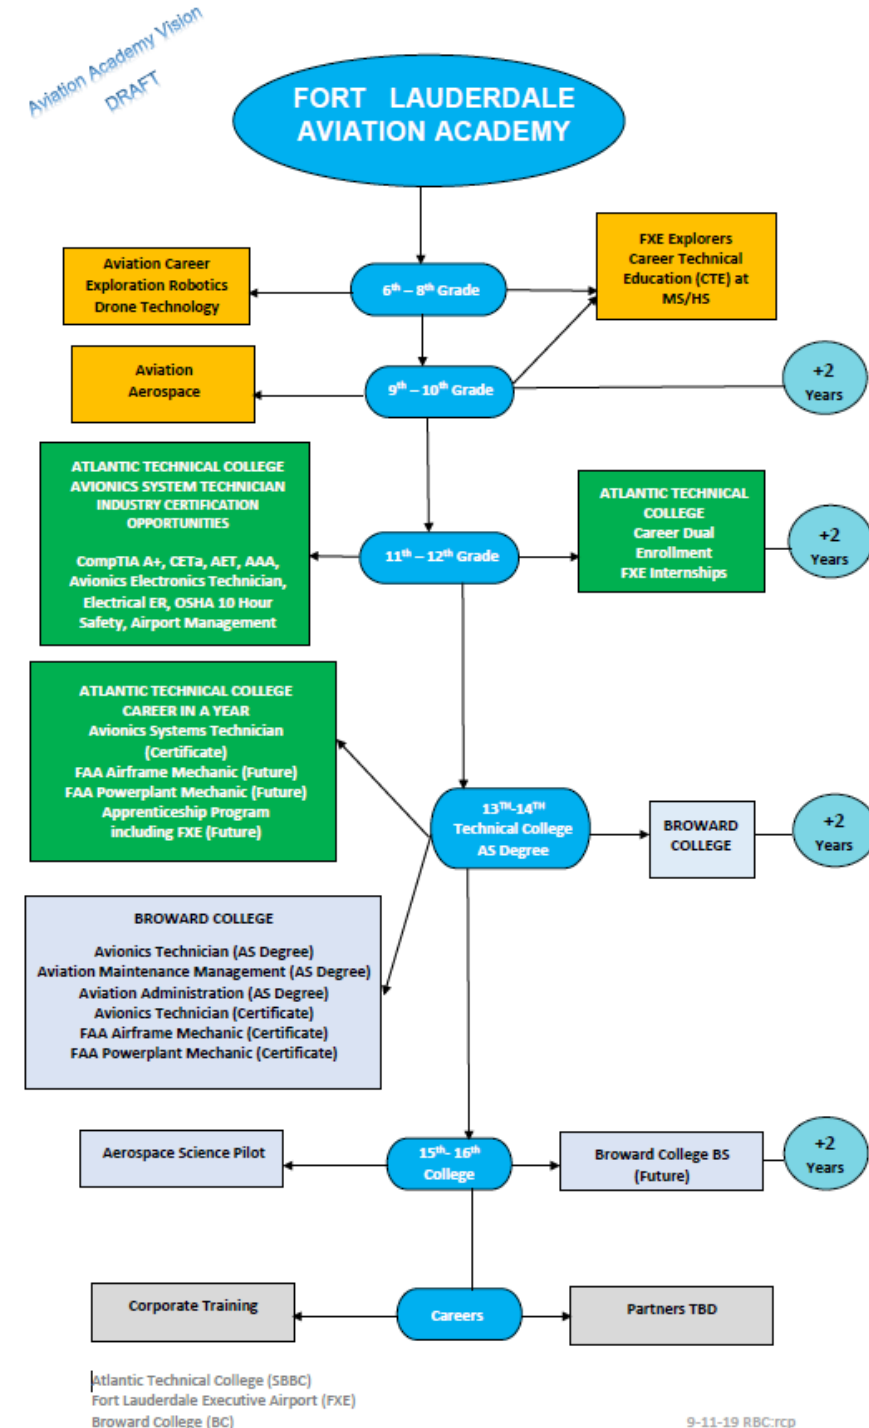 Aviation Academy Vision
DRAFT
FORT LAUDERDALE
AVIATION ACADEMY
Aviation Career
Exploration Robotics
Drone Technology
6th – 8th Grade
FXE Explorers
Career Technical
Education (CTE) at
MS/HS
Aviation
Aerospace
9th – 10th Grade
+2
Years
ATLANTIC TECHNICAL COLLEGE
AVIONICS SYSTEM TECHNICIAN
INDUSTRY CERTIFICATION
OPPORTUNITIES
CompTIA A+, CETa, AET, AAA,
Avionics Electronics Technician,
Electrical ER, OSHA 10 Hour
Safety, Airport Management
11th – 12th Grade
ATLANTIC TECHNICAL
COLLEGE
Career Dual
Enrollment
FXE Internships
+2
Years
ATLANTIC TECHNICAL COLLEGE
CAREER IN A YEAR
Avionics Systems Technician
(Certificate)
FAA Airframe Mechanic (Future)
FAA Powerplant Mechanic (Future)
Apprenticeship Program
including FXE (Future)
13TH-14TH
Technical College
AS Degree
BROWARD
COLLEGE
+2
Years
BROWARD COLLEGE
Avionics Technician (AS Degree)
Aviation Maintenance Management (AS Degree)
Aviation Administration (AS Degree)
Avionics Technician (Certificate)
FAA Airframe Mechanic (Certificate)
FAA Powerplant Mechanic (Certificate)
Aerospace Science Pilot
15th- 16th
College
Broward College BS
(Future)
+2
Years
Corporate Training
Careers
Partners TBD
Atlantic Technical College (SBBC)
Fort Lauderdale Executive Airport (FXE)
Broward College (BC)
9-11-19 RBC:rcp